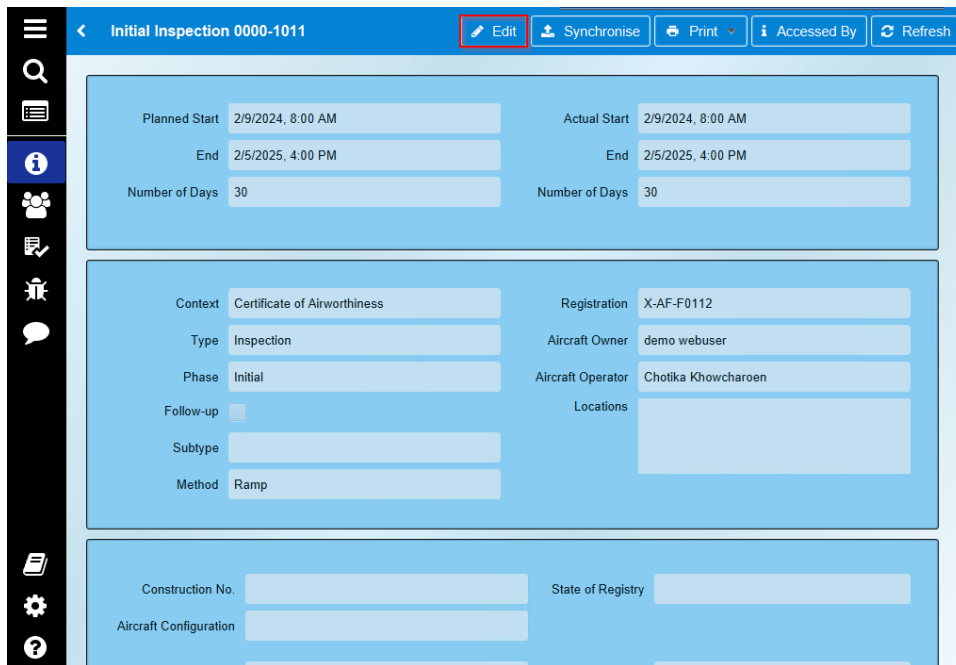 Initial Inspection 0000-1011
Edit
Synchronise
Print
Accessed By
Refresh
Planned Start 2/9/2024, 8:00 AM
Actual Start 2/9/2024, 8:00 AM
End 2/5/2025, 4:00 PM
End 2/5/2025, 4:00 PM
Number of Days 30
Number of Days 30
Context Certificate of Airworthiness
Registration X-AF-F0112
Type Inspection
Aircraft Owner demo webuser
Phase Initial
Aircraft Operator Chotika Khowcharoen
Follow-up
Locations
Subtype
Method Ramp
Construction No.
State of Registry
Aircraft Configuration